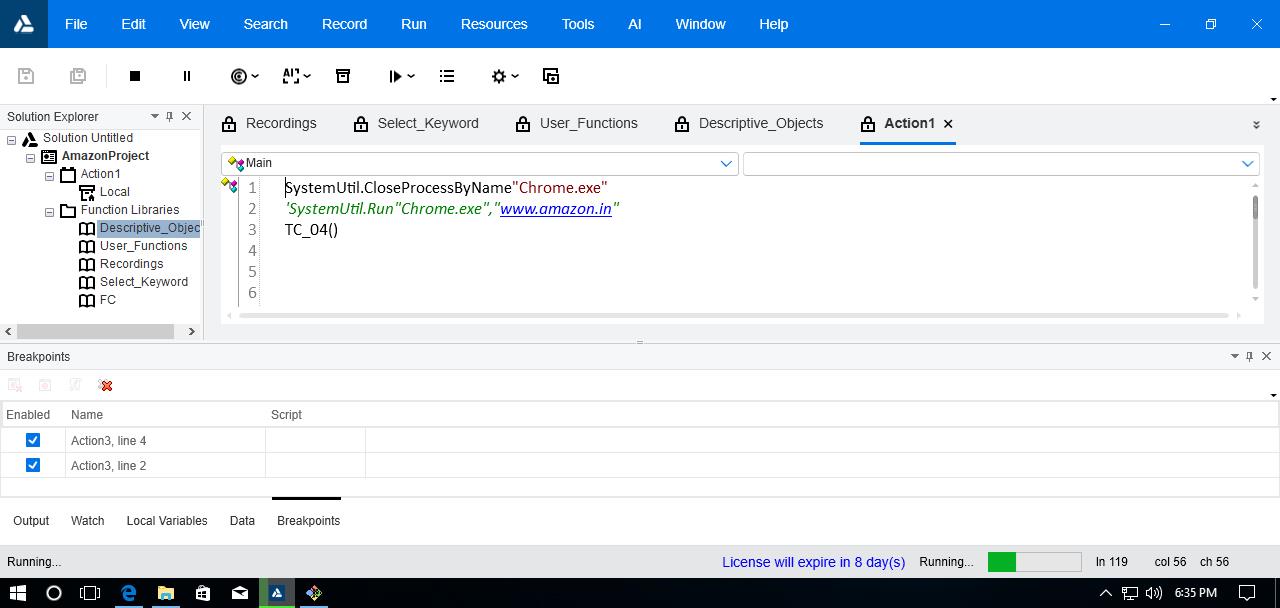 File Edit View Search Record Run Resources Tools AI Window Help
Solution Explorer
Solution Untitled
AmazonProject
Action1
Local
Function Libraries
Descriptive_Objec
User_Functions
Recordings
Select_Keyword
FC
Recordings Select_Keyword User_Functions Descriptive_Objects Action1
Main
1 SystemUtil.CloseProcessByName"Chrome.exe"
2 'SystemUtil.Run"Chrome.exe","www.amazon.in"
3 TC_04()
4
5
6
Breakpoints
Enabled Name Script
Action3, line 4
Action3, line 2
Output Watch Local Variables Data Breakpoints
Running... License will expire in 8 day(s) Running... ln 119 col 56 ch 56
6:35 PM